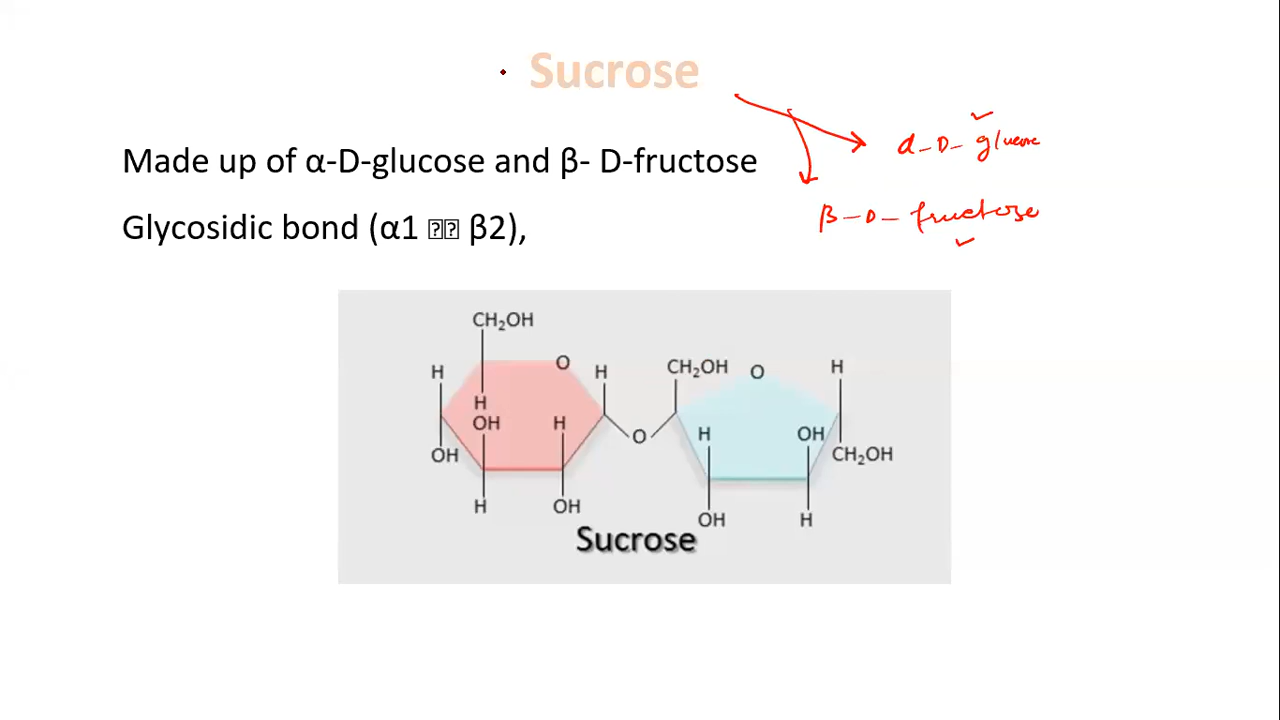 Sucrose
α-D-glucose
Made up of α-D-glucose and β- D-fructose
β-D-fructose
Glycosidic bond (α1 β2),
CH₂OH
H O H CH₂OH O H
H
OH H O H OH
OH CH₂OH
H OH OH H
Sucrose